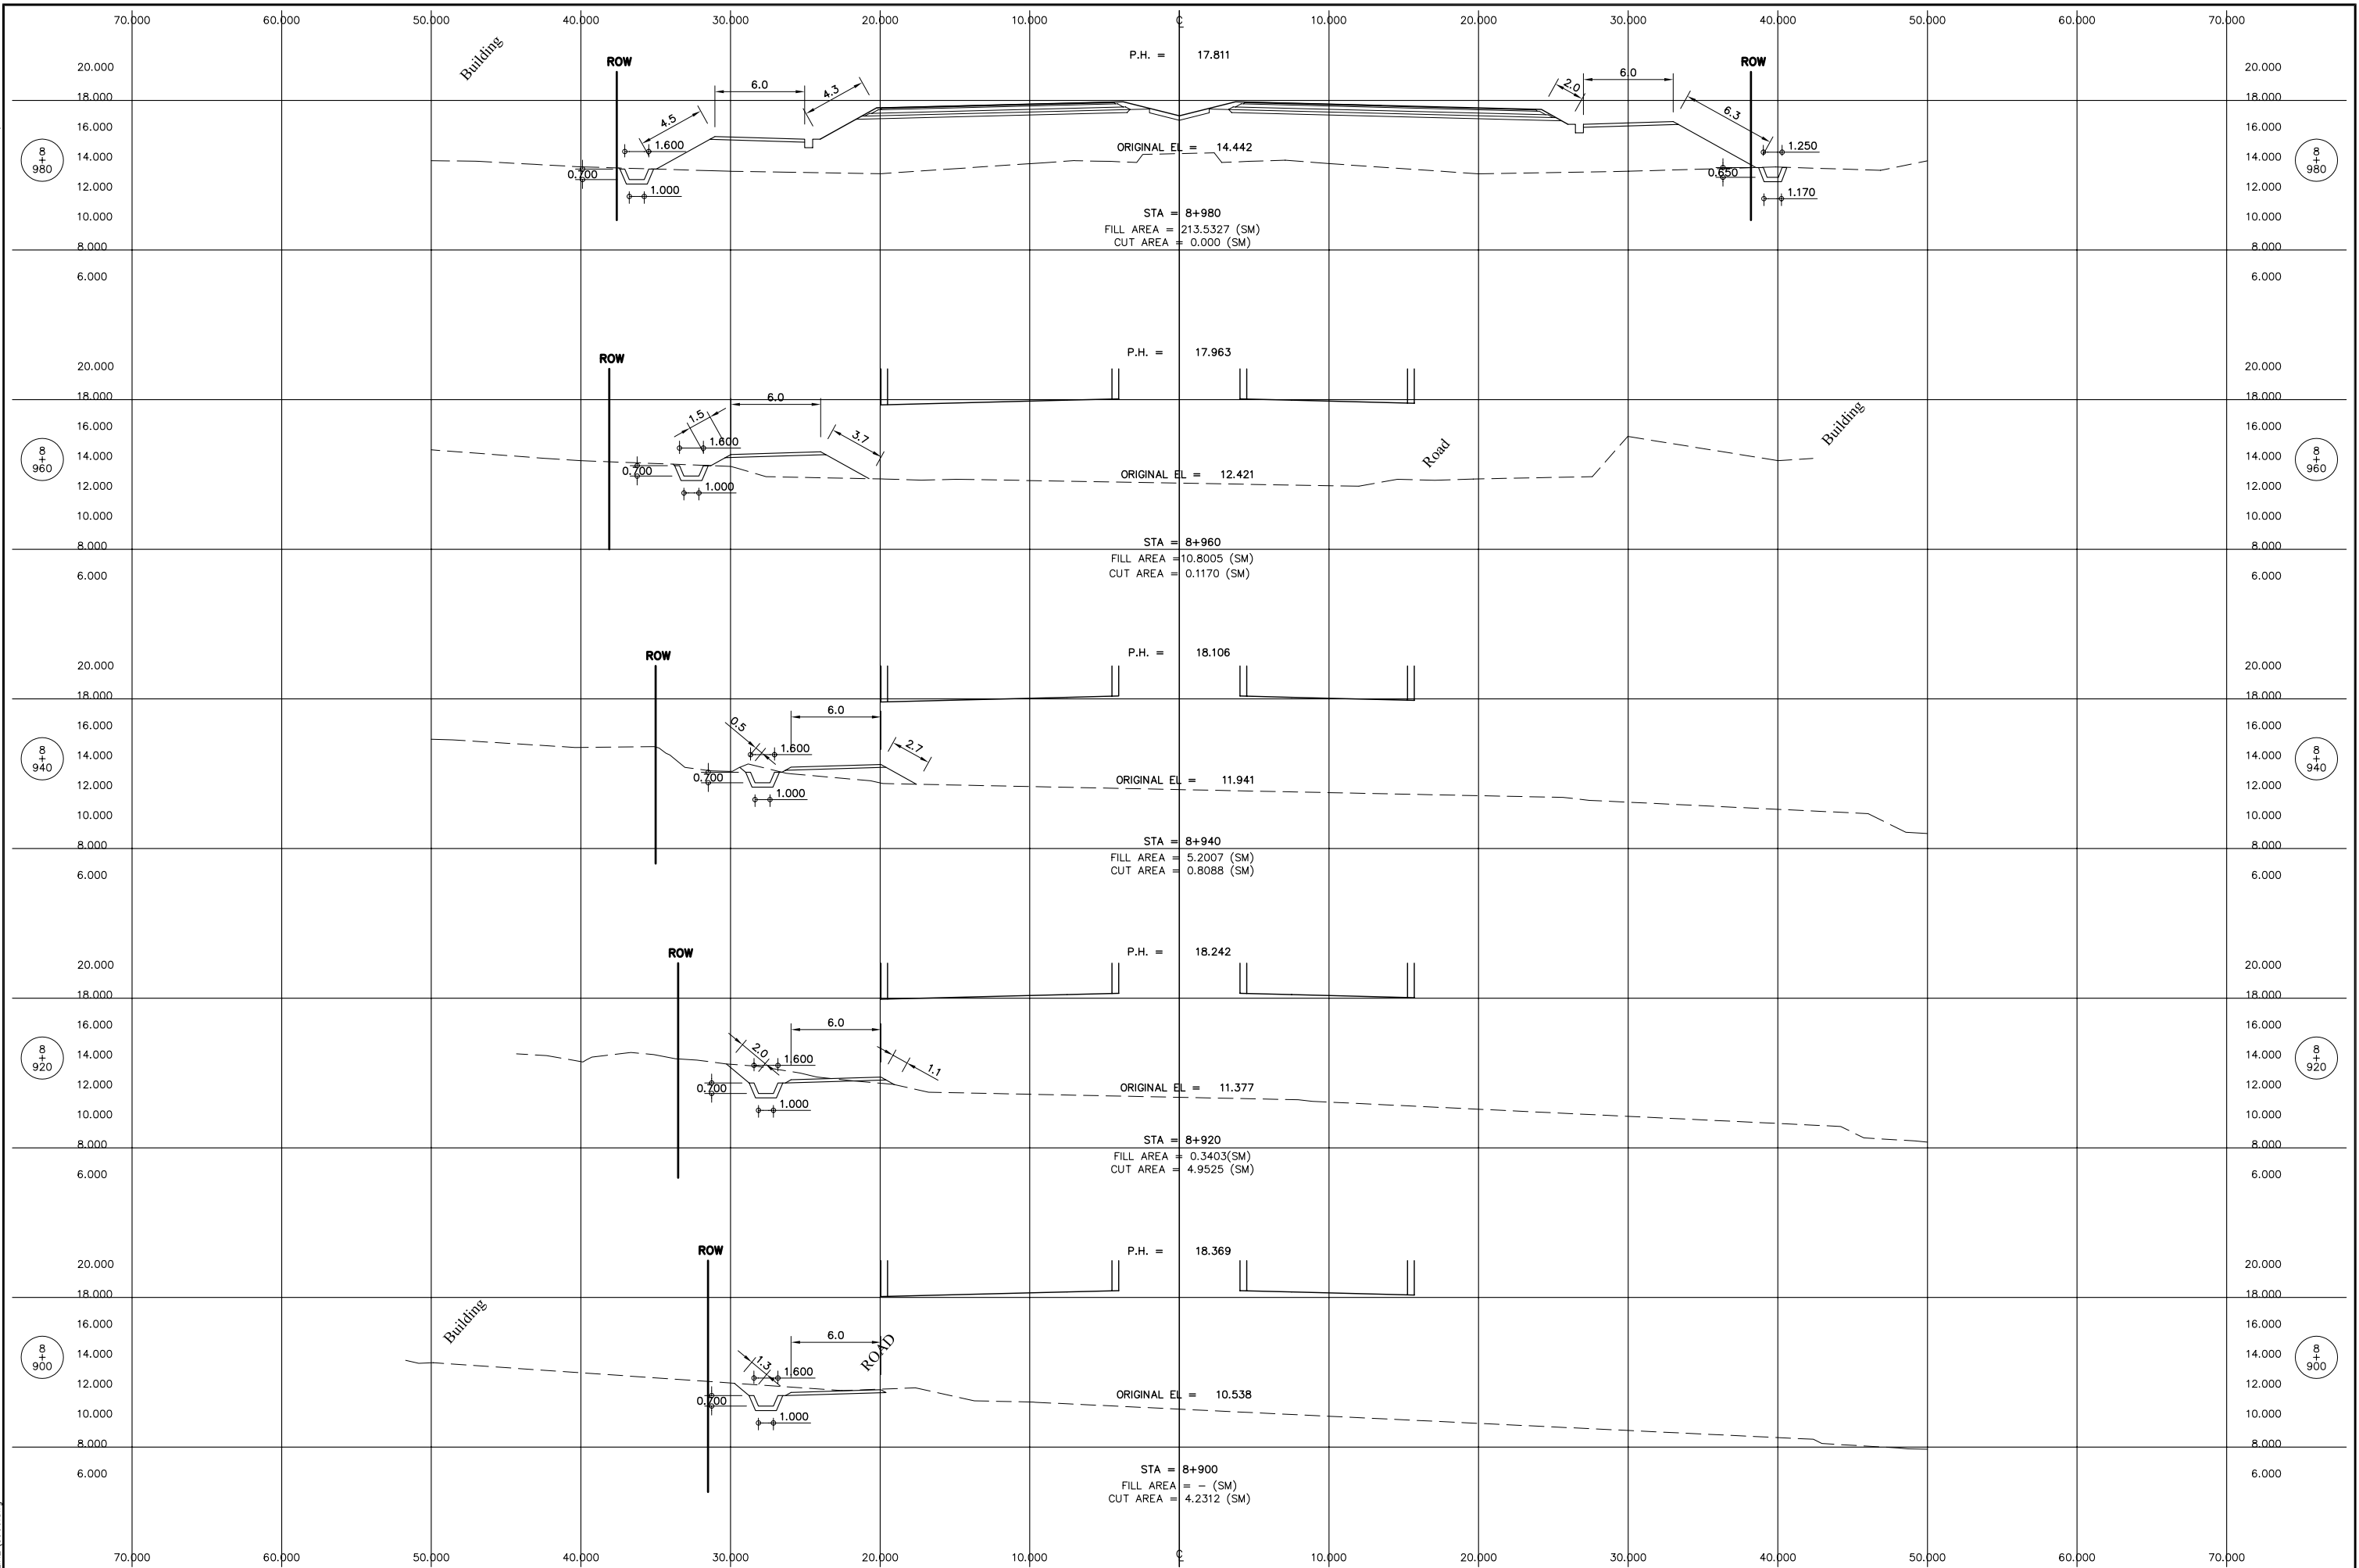 70.000 60.000 50.000 40.000 30.000 20.000 10.000 ℄ 10.000 20.000 30.000 40.000 50.000 60.000 70.000
Building
P.H. = 17.811
20.000 ROW ROW 20.000
6.0 4.3 2.0 6.0
18.000 18.000
4.5 6.3
16.000 16.000
1.600 ORIGINAL EL = 14.442 1.250
8 + 980 14.000 14.000 8 + 980
0.700 0.650
12.000 1.000 1.170 12.000
10.000 STA = 8+980 10.000
FILL AREA = 213.5327 (SM)
8.000 CUT AREA = 0.000 (SM) 8.000
6.000 6.000
ROW P.H. = 17.963
20.000 20.000
18.000 6.0 18.000
1.5 3.7 Building
16.000 1.600 Road 16.000
8 + 960 14.000 14.000 8 + 960
0.700 ORIGINAL EL = 12.421
12.000 1.000 12.000
10.000 10.000
8.000 STA = 8+960 8.000
FILL AREA =10.8005 (SM)
6.000 CUT AREA = 0.1170 (SM) 6.000
ROW P.H. = 18.106
20.000 20.000
18.000 18.000
6.0
16.000 0.5 2.7 16.000
8 + 940 14.000 1.600 14.000 8 + 940
0.700 ORIGINAL EL = 11.941
12.000 1.000 12.000
10.000 10.000
8.000 STA = 8+940 8.000
FILL AREA = 5.2007 (SM)
6.000 CUT AREA = 0.8088 (SM) 6.000
ROW P.H. = 18.242
20.000 20.000
18.000 18.000
16.000 6.0 16.000
8 + 920 14.000 2.0 1.600 1.1 14.000 8 + 920
12.000 0.700 ORIGINAL EL = 11.377 12.000
1.000
10.000 10.000
8.000 STA = 8+920 8.000
FILL AREA = 0.3403(SM)
6.000 CUT AREA = 4.9525 (SM) 6.000
ROW P.H. = 18.369
20.000 20.000
18.000 18.000
Building
16.000 6.0 16.000
ROAD
8 + 900 14.000 1.3 1.600 14.000 8 + 900
12.000 0.700 ORIGINAL EL = 10.538 12.000
10.000 1.000 10.000
8.000 8.000
6.000 STA = 8+900 6.000
FILL AREA = - (SM)
CUT AREA = 4.2312 (SM)
70.000 60.000 50.000 40.000 30.000 20.000 10.000 ℄ 10.000 20.000 30.000 40.000 50.000 60.000 70.000